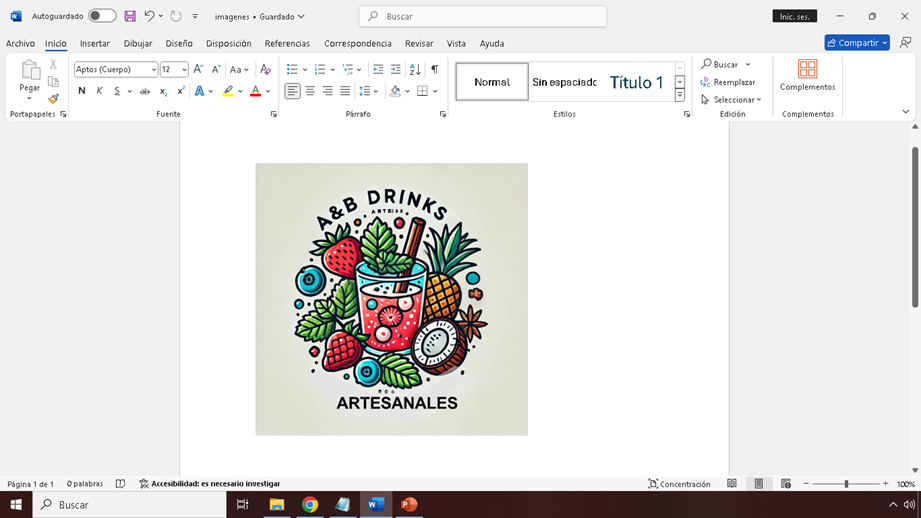 Autoguardado
imagenes • Guardado
Buscar
Inic. ses.
Archivo Inicio Insertar Dibujar Diseño Disposición Referencias Correspondencia Revisar Vista Ayuda
Compartir
Pegar
Aptos (Cuerpo) 12
Normal
Sin espaciado
Título 1
Buscar
Reemplazar
Seleccionar
Complementos
Portapapeles Fuente Párrafo Estilos Edición Complementos
A&B DRINKS
ARTESANALES
Página 1 de 1 0 palabras Accesibilidad: es necesario investigar Concentración 100%
Buscar